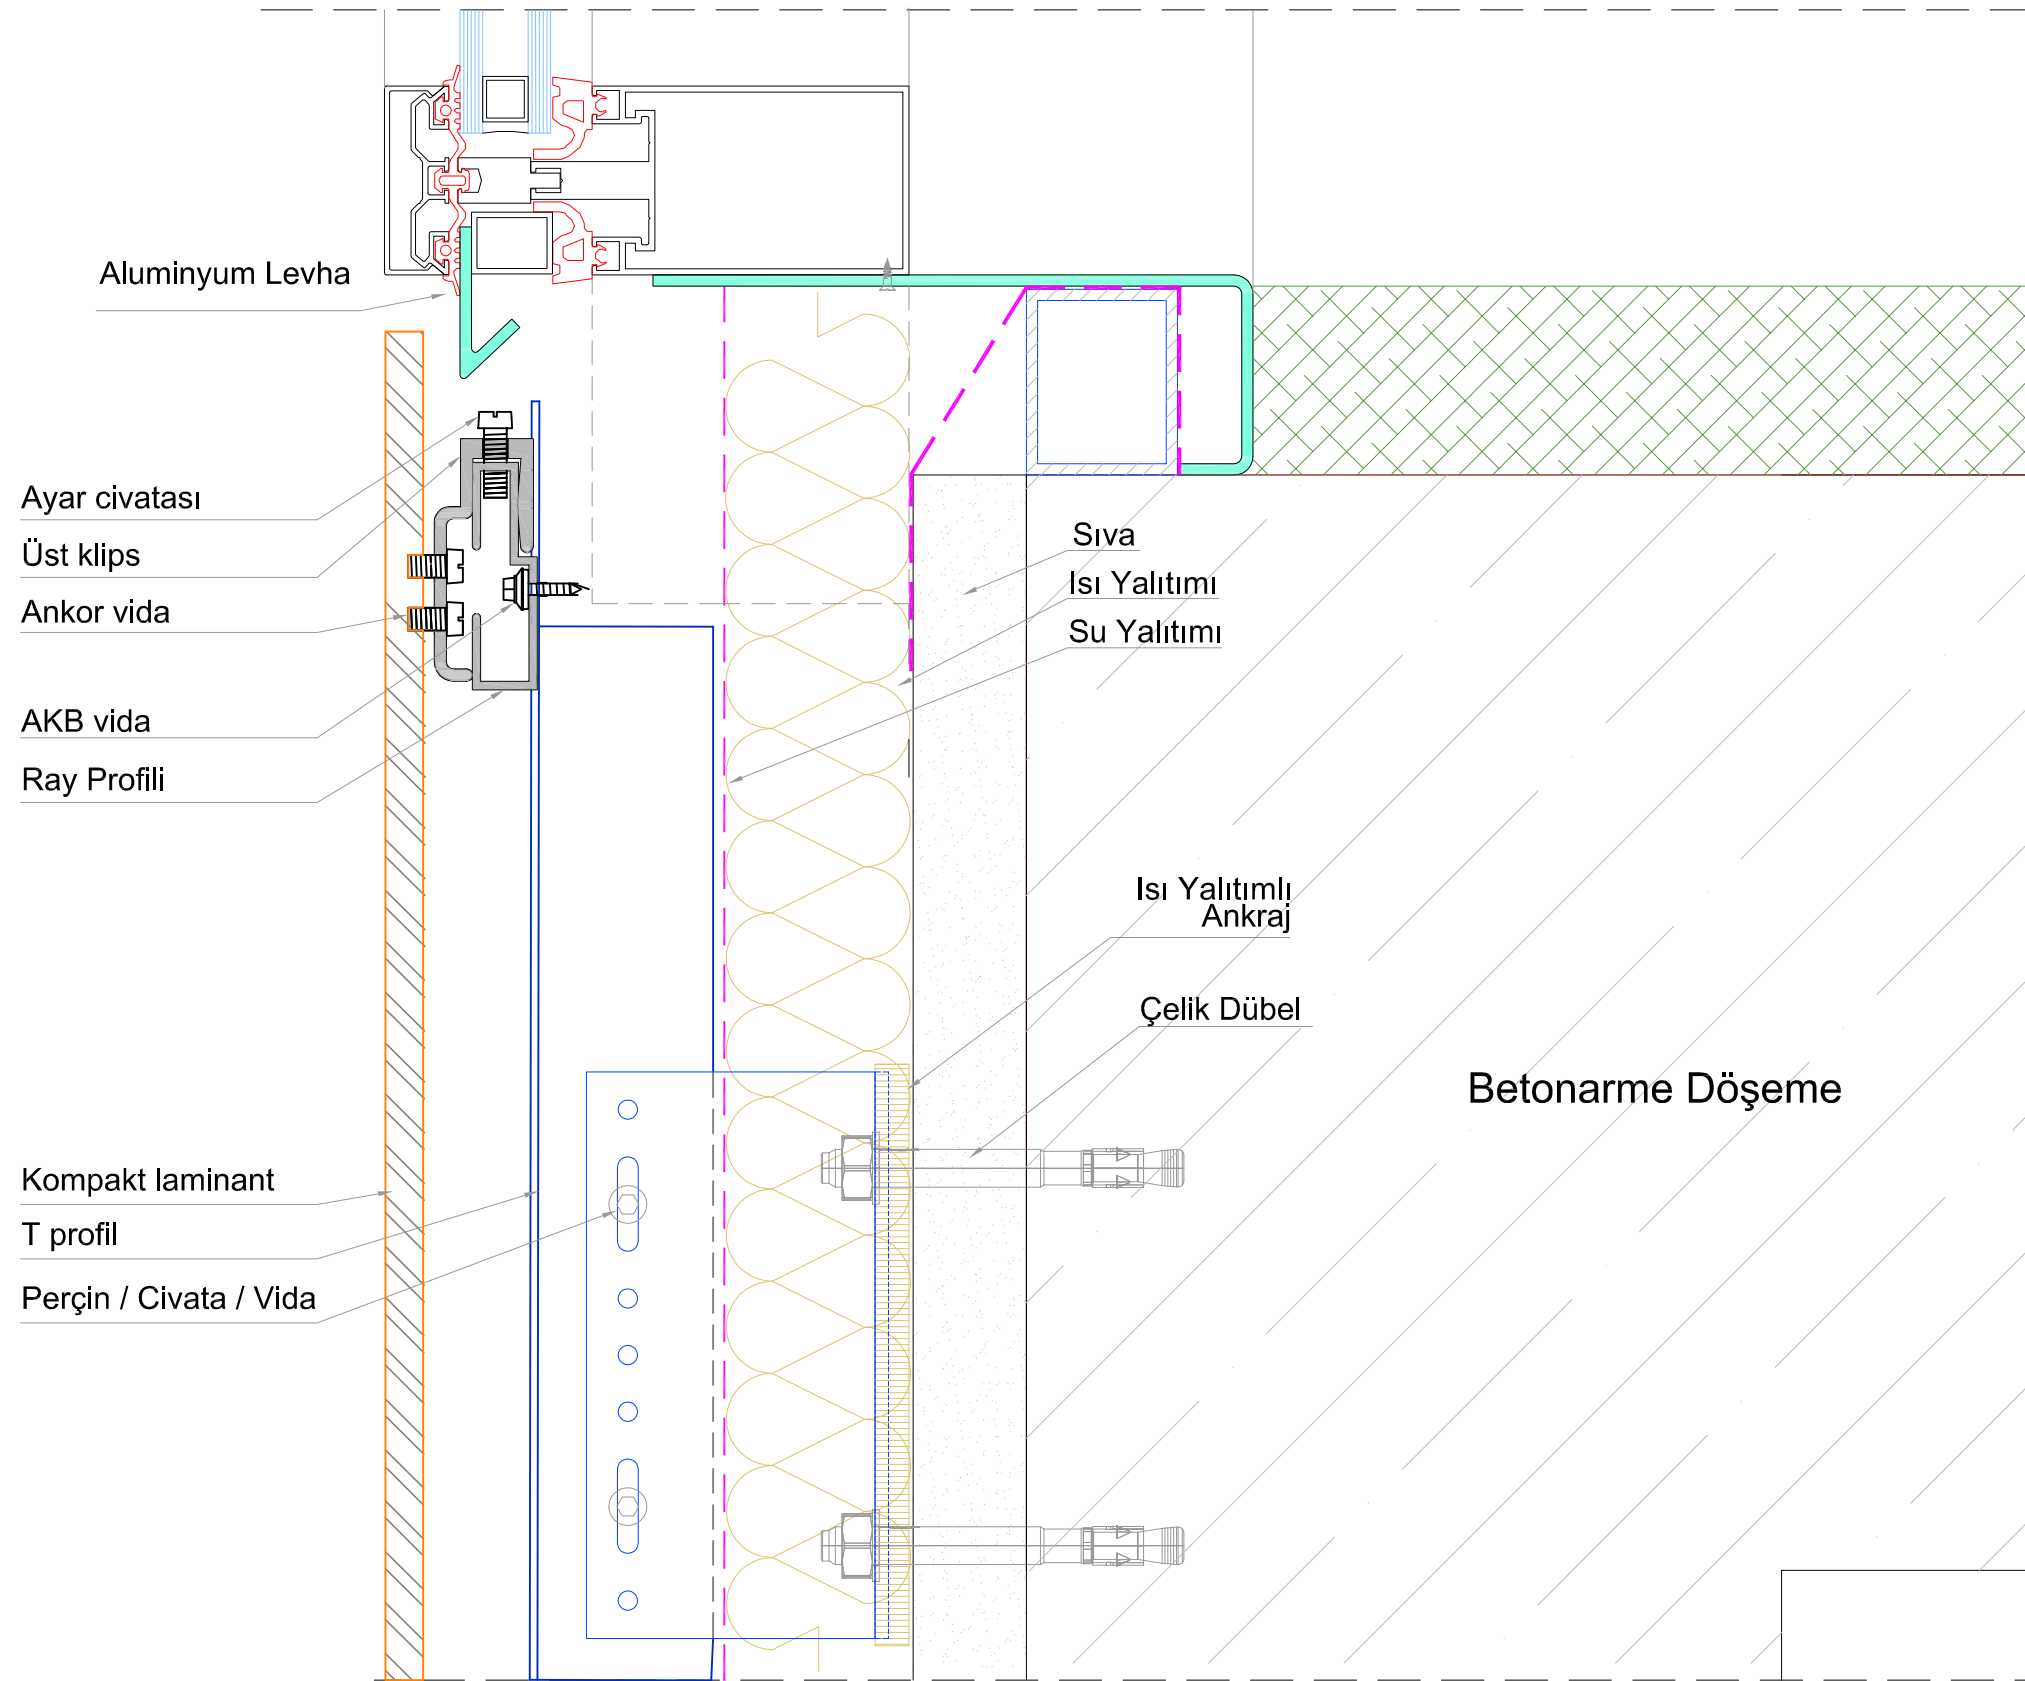 Aluminyum Levha
Ayar civatası
Üst klips
Ankor vida
AKB vida
Ray Profili
Sıva
Isı Yalıtımı
Su Yalıtımı
Isı Yalıtımlı
Ankraj
Çelik Dübel
Betonarme Döşeme
Kompakt laminant
T profil
Perçin / Civata / Vida